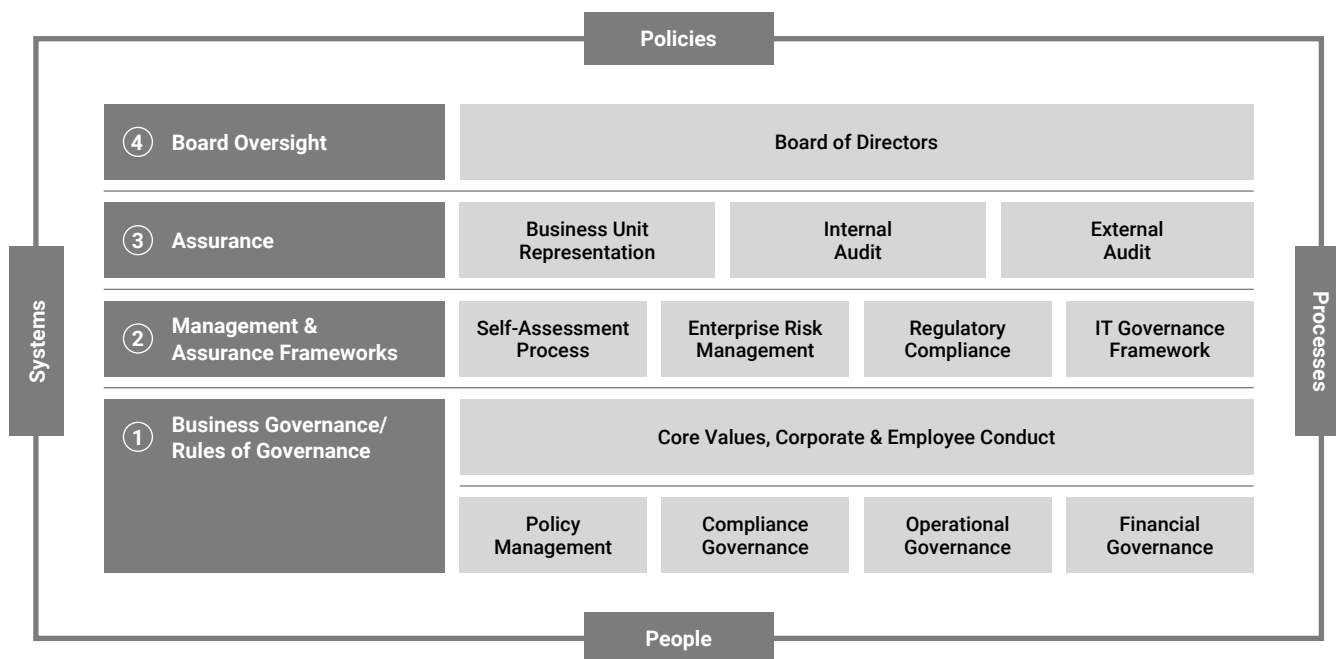 Policies
4 Board Oversight
Board of Directors
3 Assurance
Business Unit
Representation
Internal
Audit
External
Audit
Systems
Processes
2 Management &
Assurance Frameworks
Self-Assessment
Process
Enterprise Risk
Management
Regulatory
Compliance
IT Governance
Framework
1 Business Governance/
Rules of Governance
Core Values, Corporate & Employee Conduct
Policy
Management
Compliance
Governance
Operational
Governance
Financial
Governance
People